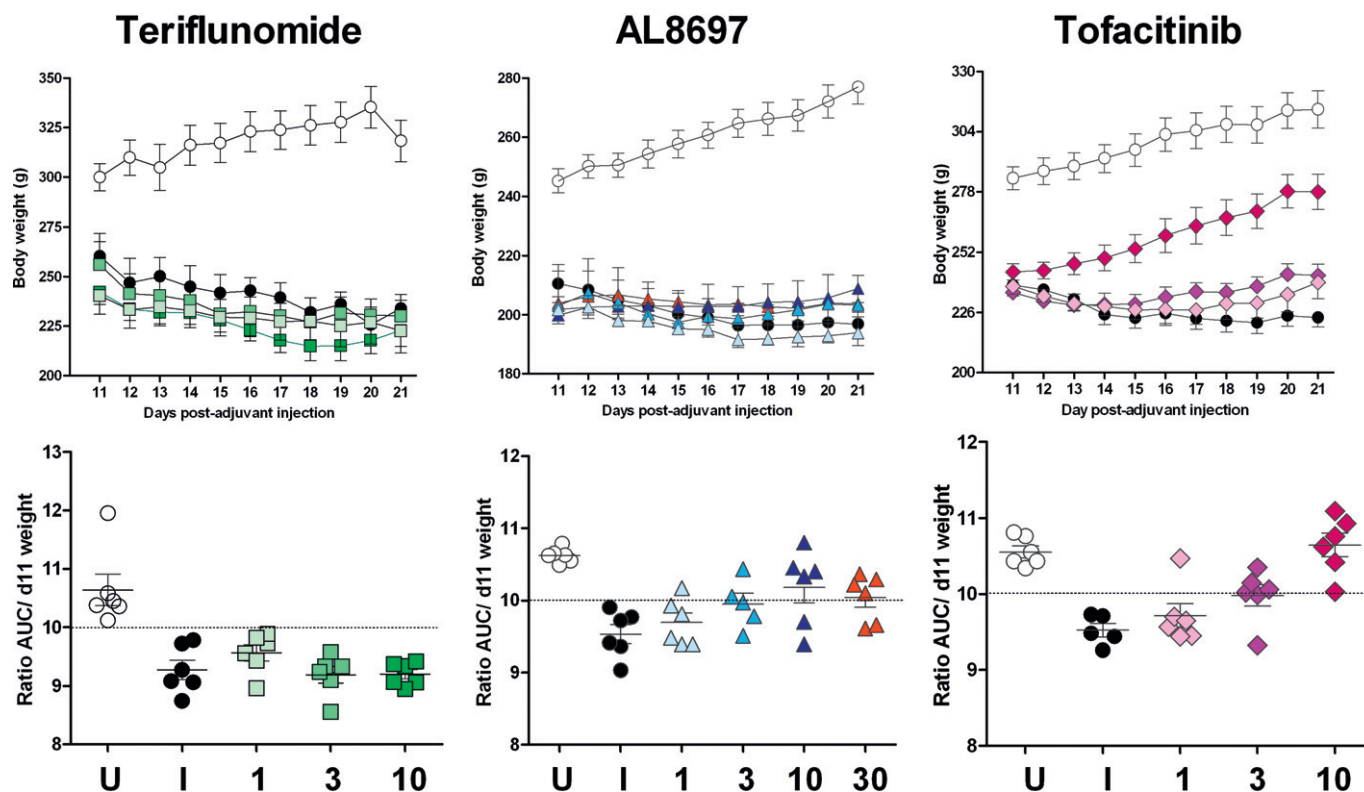 Teriflunomide
AL8697
Tofacitinib
Body weight (g)
350
325
300
275
250
225
200
11 12 13 14 15 16 17 18 19 20 21
Days post-adjuvant injection
Body weight (g)
280
260
240
220
200
180
11 12 13 14 15 16 17 18 19 20 21
Days post-adjuvant injection
Body weight (g)
330
304
278
252
226
200
11 12 13 14 15 16 17 18 19 20 21
Day post-adjuvant injection
Ratio AUC/ d11 weight
13
12
11
10
9
8
U I 1 3 10
Ratio AUC/ d11 weight
12
11
10
9
8
U I 1 3 10 30
Ratio AUC/ d11 weight
12
11
10
9
8
U I 1 3 10